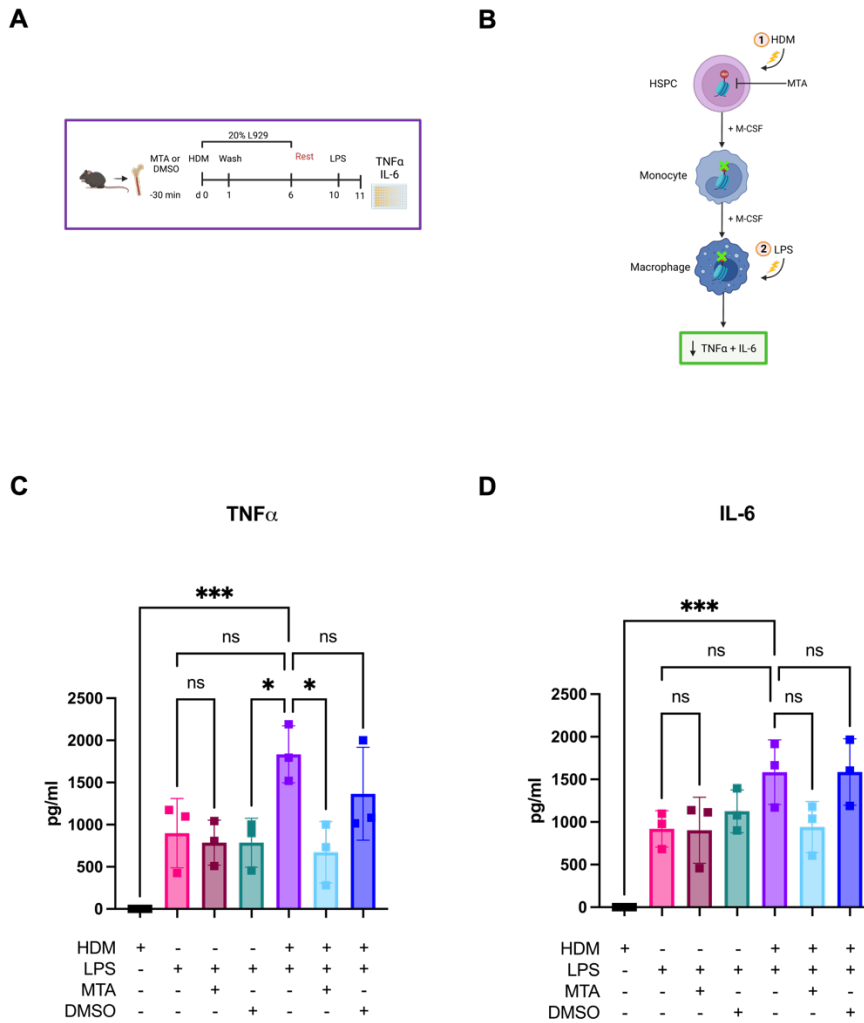 A
20% L929
MTA or
DMSO
HDM
Wash
Rest
LPS
TNFα
IL-6
-30 min
d 0
1
6
10
11
B
1 HDM
HSPC
MTA
+ M-CSF
Monocyte
+ M-CSF
2 LPS
Macrophage
↓ TNFα + IL-6
C
TNFα
***
ns
ns
ns
*
*
2500
2000
1500
1000
500
0
pg/ml
HDM + - - - + + +
LPS - + + + + + +
MTA - - + - - + -
DMSO - - - + - - +
D
IL-6
***
ns
ns
ns
ns
2500
2000
1500
1000
500
0
pg/ml
HDM + - - - + + +
LPS - + + + + + +
MTA - - + - - + -
DMSO - - - + - - +